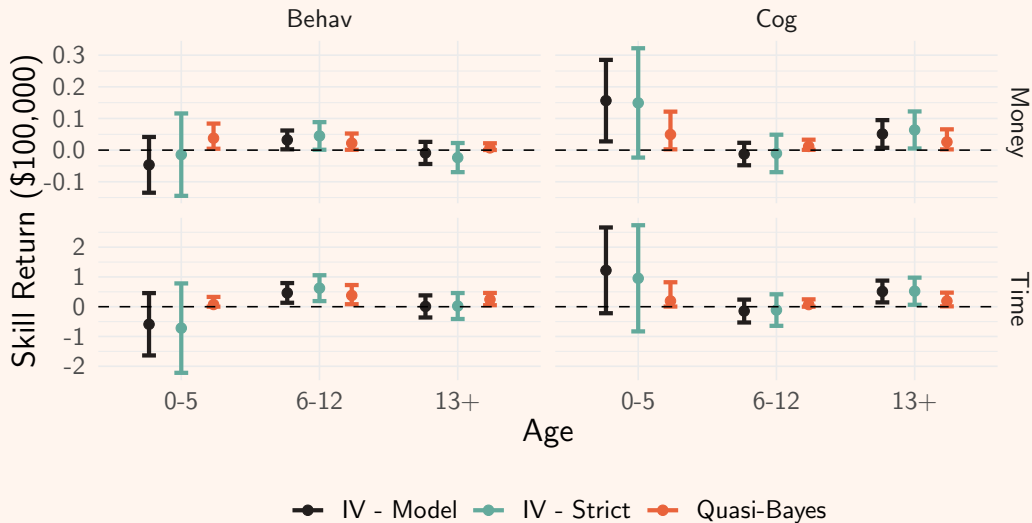 Behav
Cog
Skill Return ($100,000)
0.3
0.2
0.1
0.0
-0.1
Money
2
1
0
-1
-2
Time
0-5
6-12
13+
0-5
6-12
13+
Age
IV - Model
IV - Strict
Quasi-Bayes